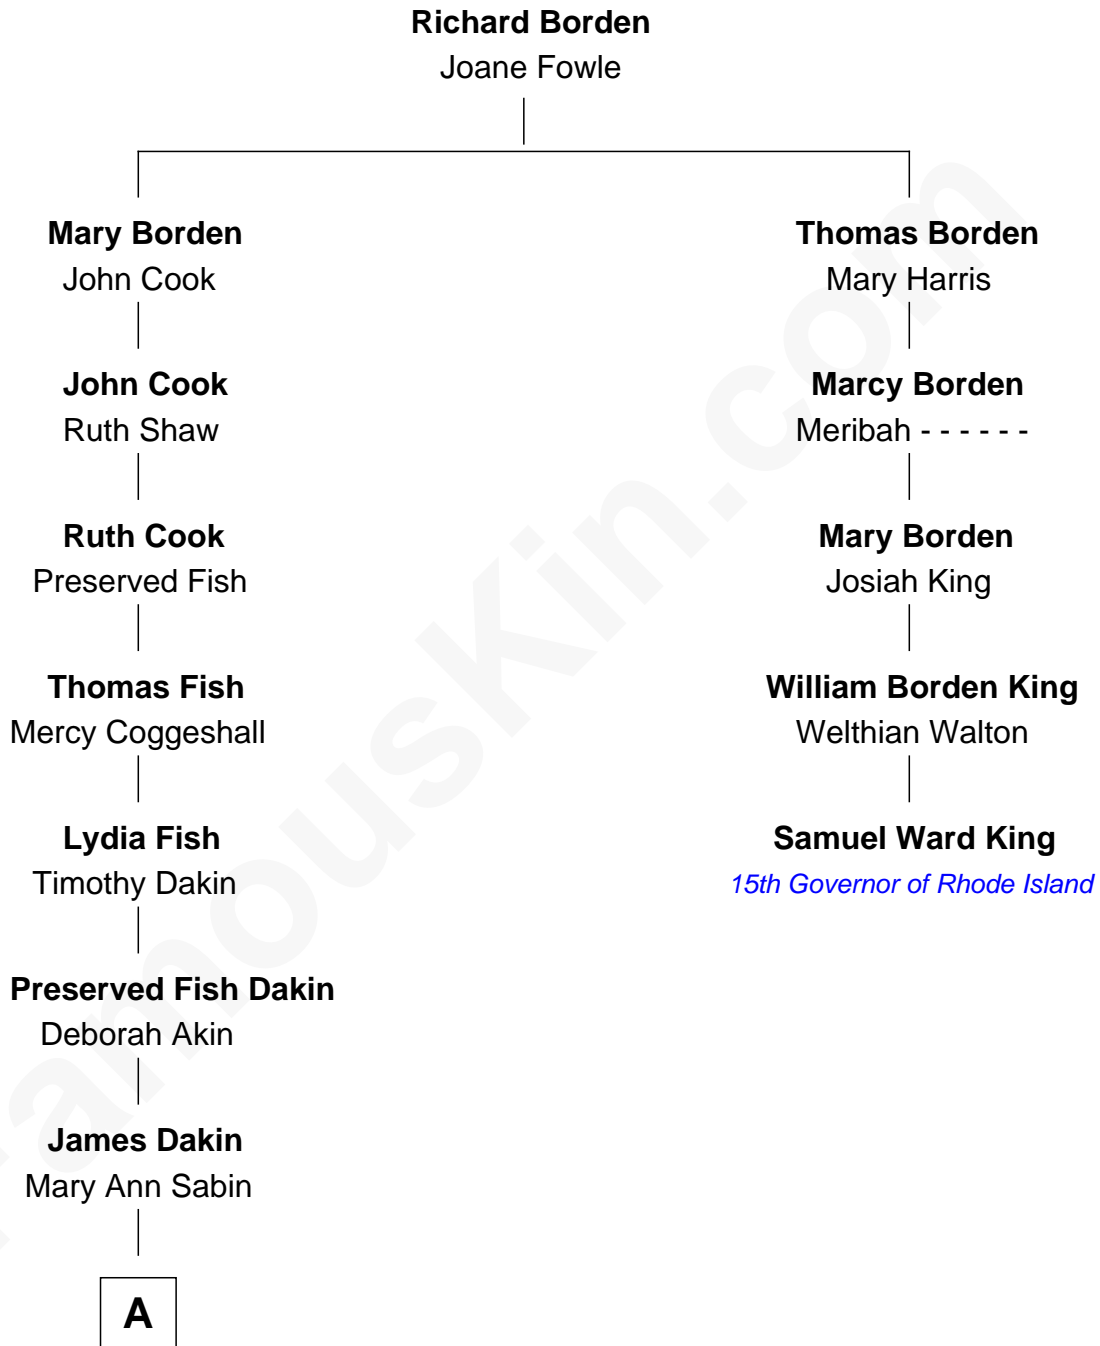 Richard Borden
Joane Fowle
Mary Borden
John Cook
Thomas Borden
Mary Harris
John Cook
Ruth Shaw
Marcy Borden
Meribah - - - - - -
Ruth Cook
Preserved Fish
Mary Borden
Josiah King
Thomas Fish
Mercy Coggeshall
William Borden King
Welthian Walton
Lydia Fish
Timothy Dakin
Samuel Ward King
15th Governor of Rhode Island
Preserved Fish Dakin
Deborah Akin
James Dakin
Mary Ann Sabin
A
FamousKin.com